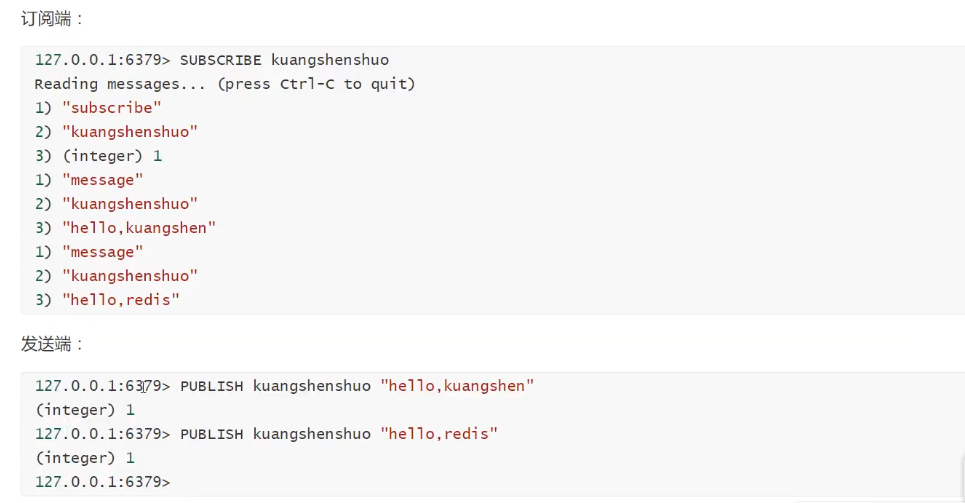 订阅端：
127.0.0.1:6379> SUBSCRIBE kuangshenshuo
Reading messages... (press Ctrl-C to quit)
1) "subscribe"
2) "kuangshenshuo"
3) (integer) 1
1) "message"
2) "kuangshenshuo"
3) "hello,kuangshen"
1) "message"
2) "kuangshenshuo"
3) "hello,redis"
发送端：
127.0.0.1:6379> PUBLISH kuangshenshuo "hello,kuangshen"
(integer) 1
127.0.0.1:6379> PUBLISH kuangshenshuo "hello,redis"
(integer) 1
127.0.0.1:6379>